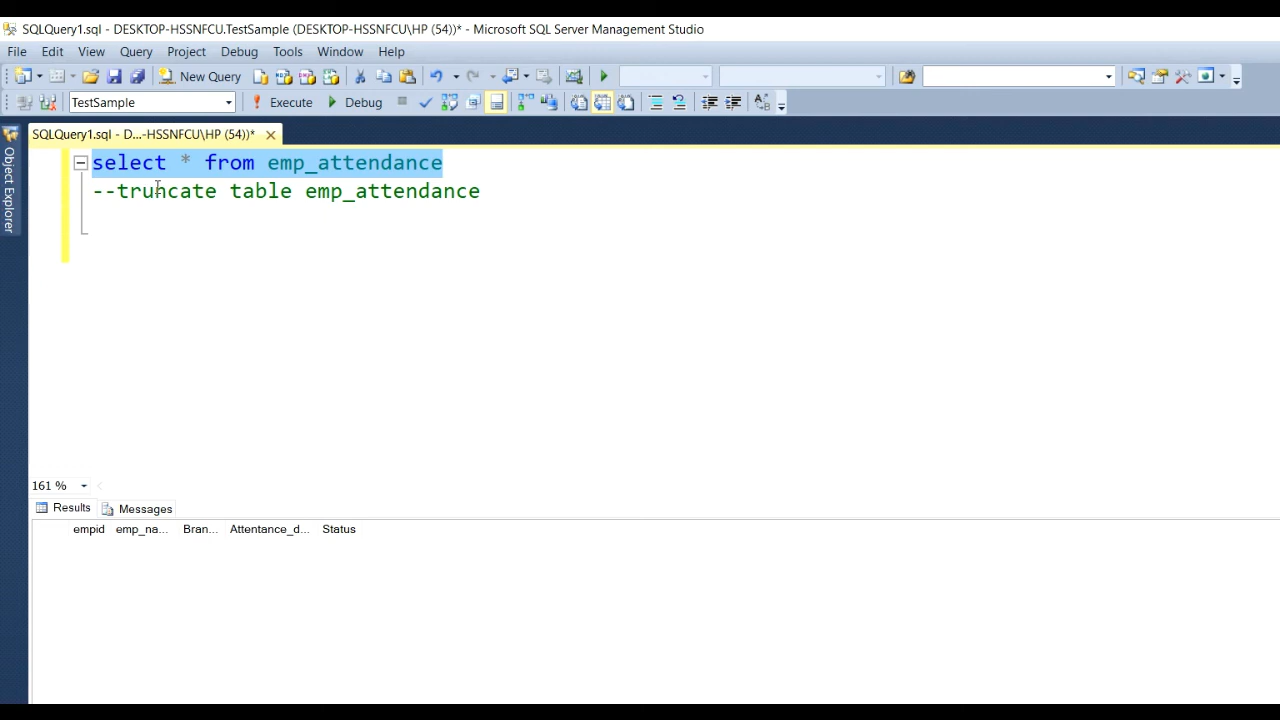 SQLQuery1.sql - DESKTOP-HSSNFCU.TestSample (DESKTOP-HSSNFCU\HP (54))* - Microsoft SQL Server Management Studio
File Edit View Query Project Debug Tools Window Help
New Query
TestSample Execute Debug
SQLQuery1.sql - D...-HSSNFCU\HP (54))*
Object Explorer
select * from emp_attendance
--truncate table emp_attendance
161 %
Results Messages
empid emp_na... Bran... Attentance_d... Status